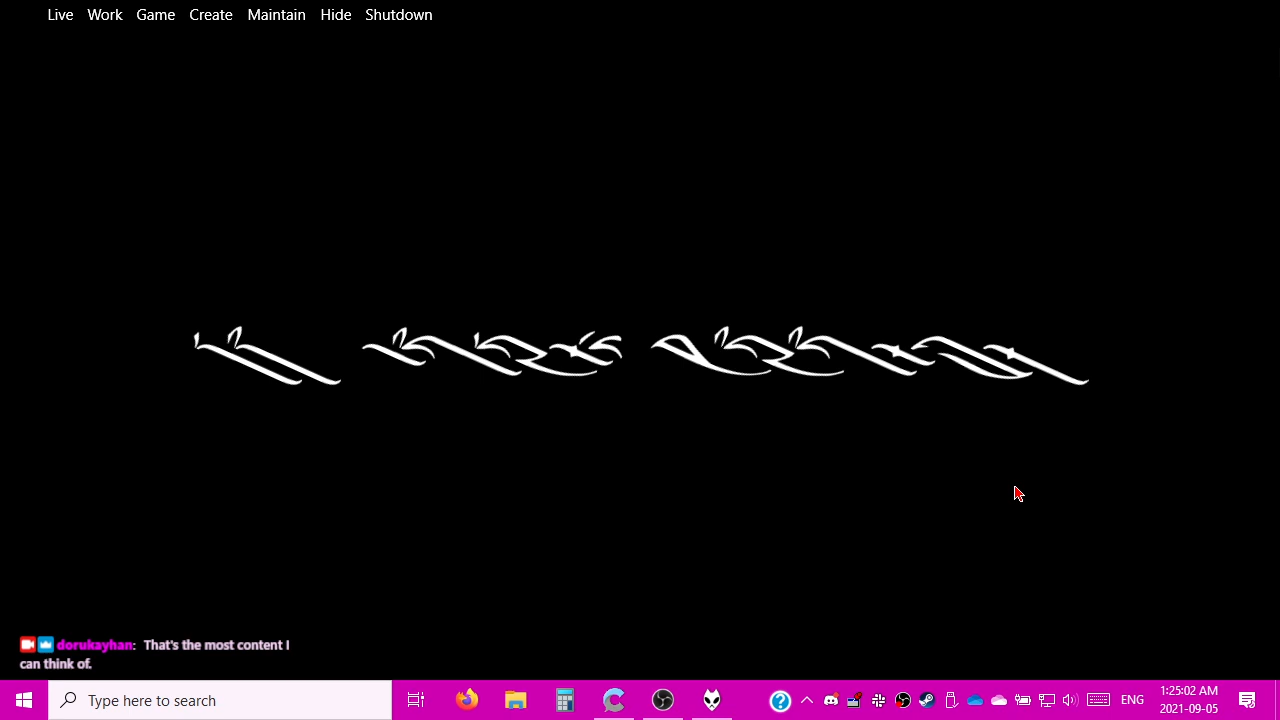 Live Work Game Create Maintain Hide Shutdown
dorukayhan: That's the most content I
can think of.
Type here to search
ENG
1:25:02 AM
2021-09-05